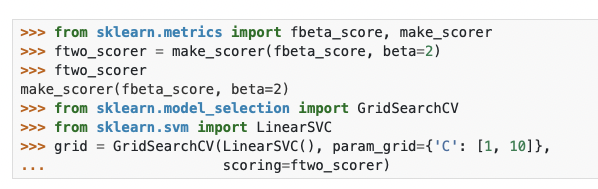 >>> from sklearn.metrics import fbeta_score, make_scorer
>>> ftwo_scorer = make_scorer(fbeta_score, beta=2)
>>> ftwo_scorer
make_scorer(fbeta_score, beta=2)
>>> from sklearn.model_selection import GridSearchCV
>>> from sklearn.svm import LinearSVC
>>> grid = GridSearchCV(LinearSVC(), param_grid={'C': [1, 10]},
...                     scoring=ftwo_scorer)